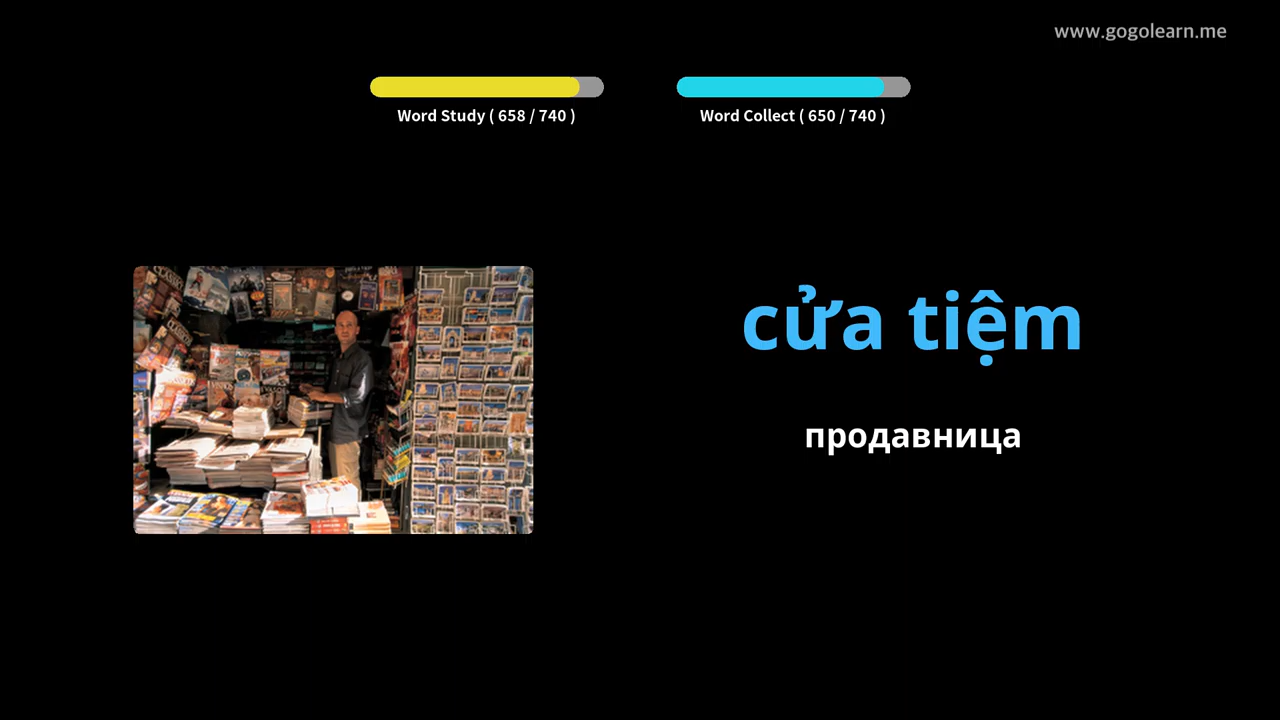 www.gogolearn.me
Word Study ( 658 / 740 )
Word Collect ( 650 / 740 )
cửa tiệm
продавница